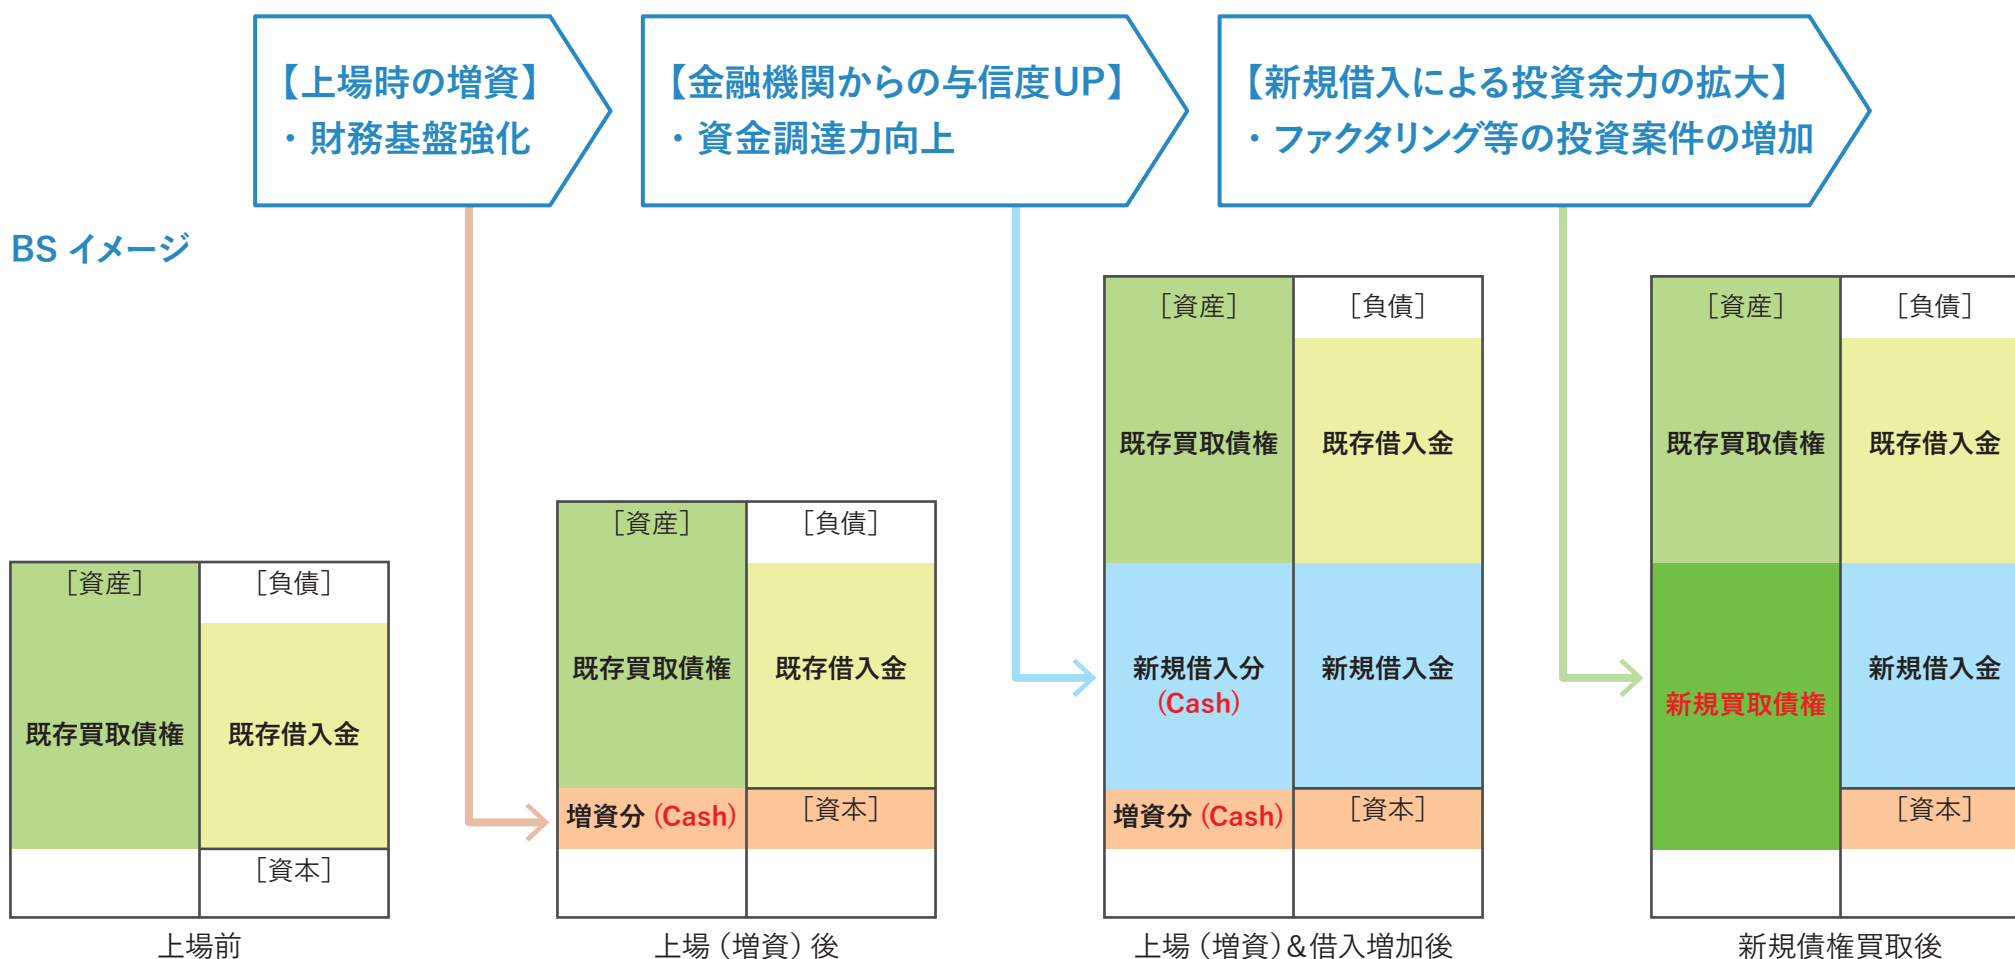 【上場時の増資】
・財務基盤強化
【金融機関からの与信度UP】
・資金調達力向上
【新規借入による投資余力の拡大】
・ファクタリング等の投資案件の増加
BS イメージ
［資産］
［負債］
既存買取債権
既存借入金
［資本］
上場前
［資産］
［負債］
既存買取債権
既存借入金
増資分 (Cash)
［資本］
上場（増資）後
［資産］
［負債］
既存買取債権
既存借入金
新規借入分
(Cash)
新規借入金
増資分 (Cash)
［資本］
上場（増資）＆借入増加後
［資産］
［負債］
既存買取債権
既存借入金
新規買取債権
新規借入金
［資本］
新規債権買取後